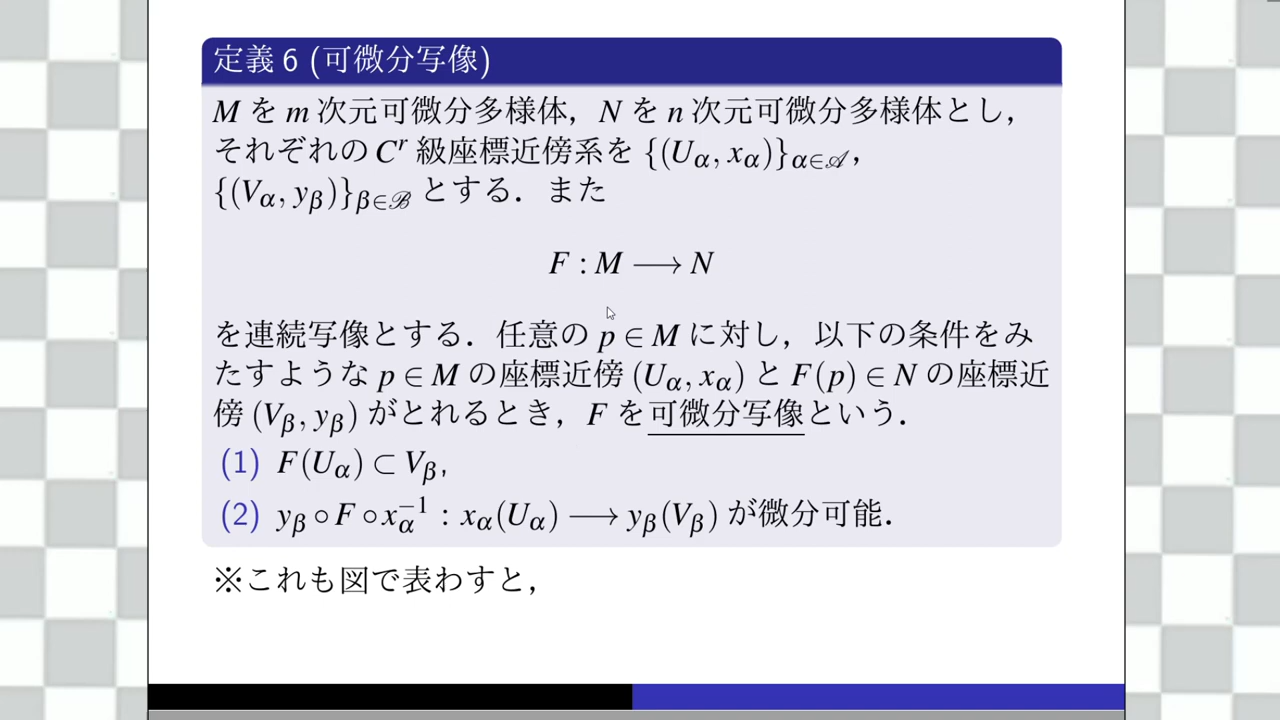 定義 6 (可微分写像)
M を m 次元可微分多様体，N を n 次元可微分多様体とし，
それぞれの Cʳ 級座標近傍系を {(U_α, x_α)}_{α∈𝒜}，
{(V_α, y_β)}_{β∈ℬ} とする．また
F : M ⟶ N
を連続写像とする．任意の p ∈ M に対し，以下の条件をみ
たすような p ∈ M の座標近傍 (U_α, x_α) と F(p) ∈ N の座標近
傍 (V_β, y_β) がとれるとき，F を可微分写像という．
(1) F(U_α) ⊂ V_β,
(2) y_β ∘ F ∘ x_α^{-1} : x_α(U_α) ⟶ y_β(V_β) が微分可能．
※これも図で表わすと，